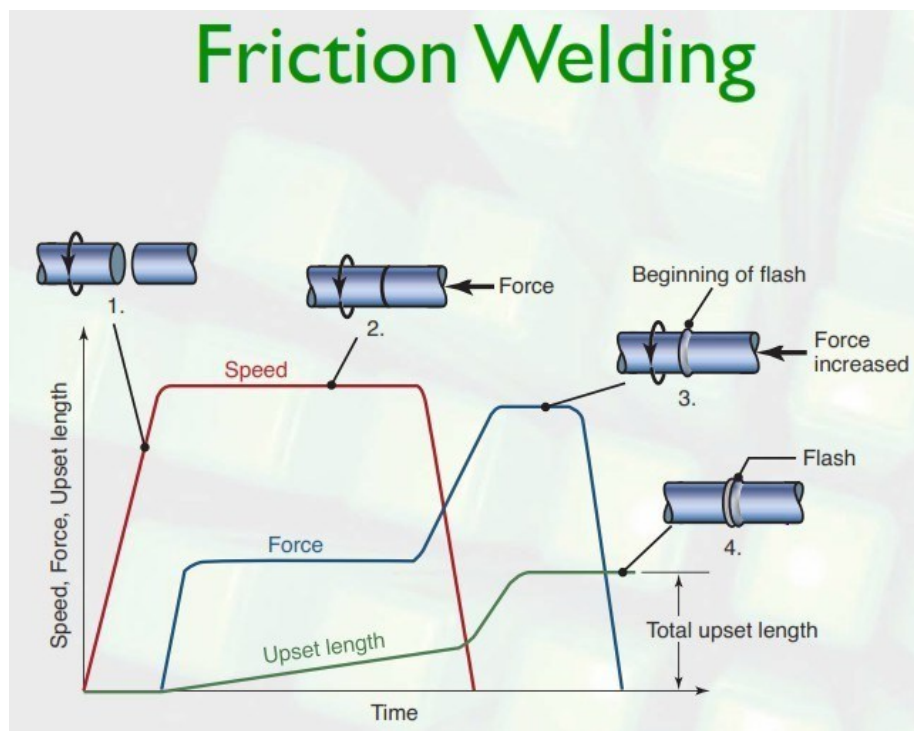 Friction Welding
1.
Force
2.
Beginning of flash
Force
increased
3.
Speed
Flash
4.
Force
Upset length
Total upset length
Speed, Force, Upset length
Time